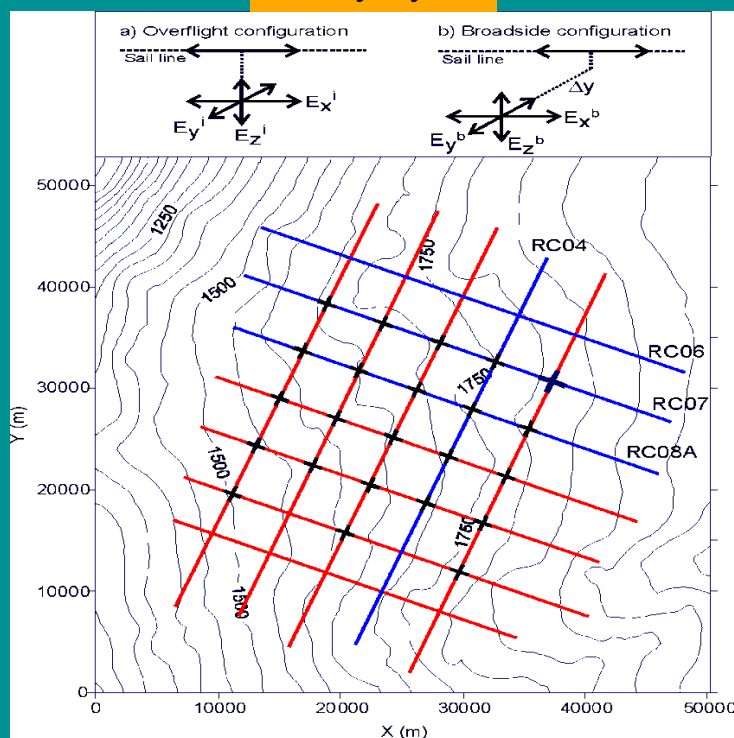 a) Overflight configuration
Sail line
Ex i
Ey i
Ez i
b) Broadside configuration
Sail line
Δy
Ex b
Ey b
Ez b
50000
40000
30000
20000
10000
0
Y (m)
1250
1500
1750
RC04
RC06
1750
RC07
RC08A
1500
1750
1500
0
10000
20000
30000
40000
50000
X (m)